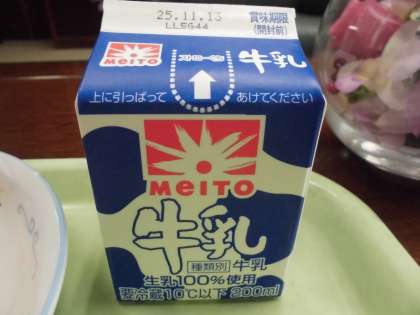 25.11.13 賞味期限
LLEG44 (開封前)
MEITO ストローの口 牛乳
上に引っぱって あけてください
MEITO
牛乳
種類別 牛乳
生乳100%使用
要冷蔵10℃以下 200ml